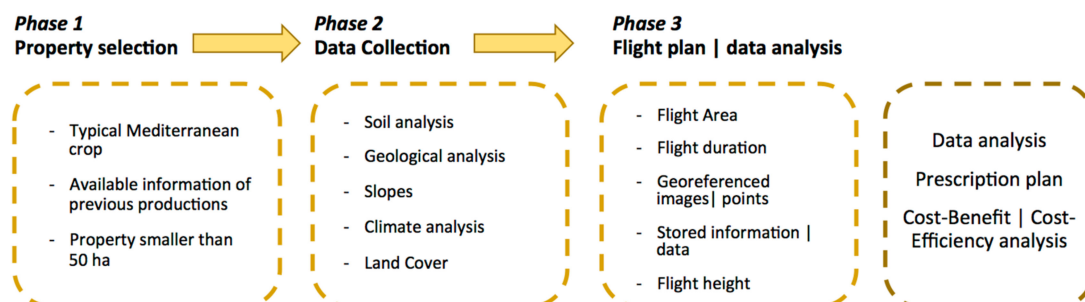 Phase 1
Property selection
Phase 2
Data Collection
Phase 3
Flight plan | data analysis
- Typical Mediterranean
crop
- Available information of
previous productions
- Property smaller than
50 ha
- Soil analysis
- Geological analysis
- Slopes
- Climate analysis
- Land Cover
- Flight Area
- Flight duration
- Georeferenced
images| points
- Stored information |
data
- Flight height
Data analysis
Prescription plan
Cost-Benefit | Cost-
Efficiency analysis